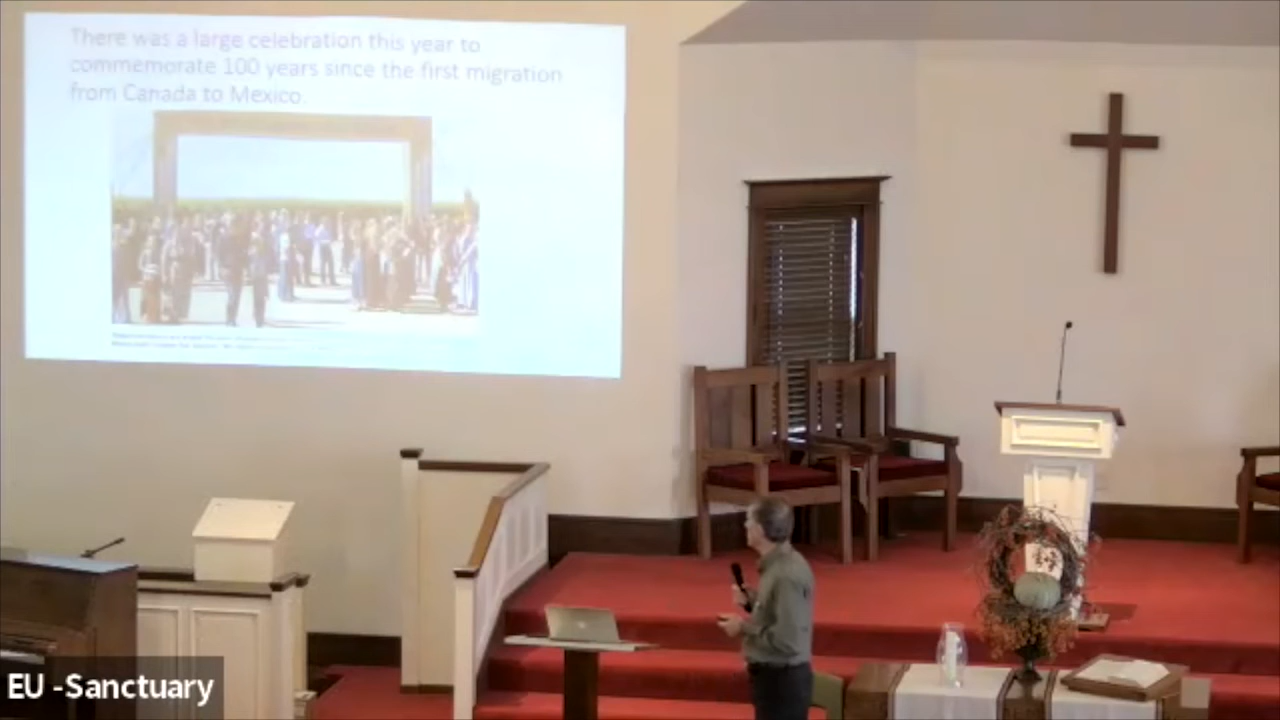 There was a large celebration this year to
commemorate 100 years since the first migration
from Canada to Mexico.
EU -Sanctuary